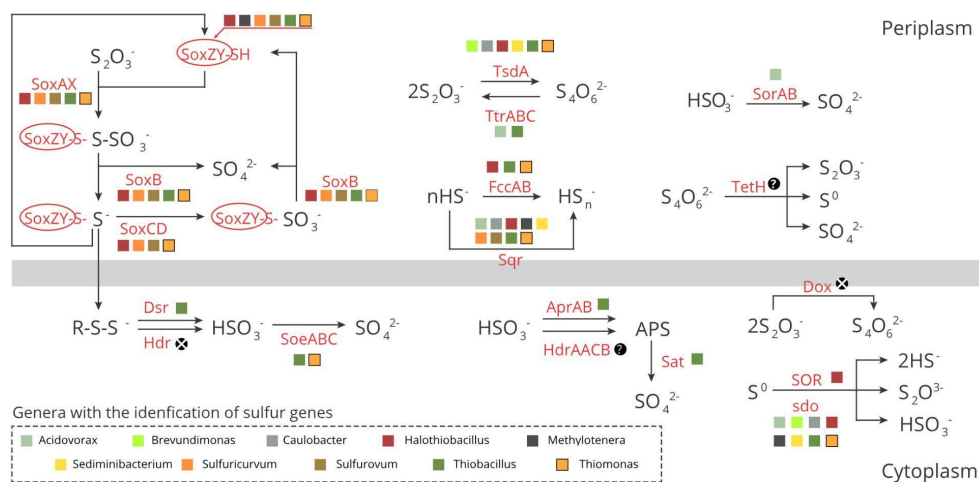 Periplasm
SoxZY-SH
S₂O₃⁻
SoxAX
SoxZY-S- S-SO₃⁻
SO₄²⁻
SoxB
SoxB
SoxZY-S- S⁻
SoxZY-S- SO₃⁻
SoxCD
TsdA
2S₂O₃⁻
S₄O₆²⁻
TtrABC
FccAB
nHS⁻
HSₙ
Sqr
HSO₃⁻
SorAB
SO₄²⁻
S₄O₆²⁻
TetH ?
S₂O₃⁻
S⁰
SO₄²⁻
Dsr
R-S-S⁻
HSO₃⁻
SO₄²⁻
Hdr
SoeABC
AprAB
HSO₃⁻
APS
HdrAACB ?
Sat
SO₄²⁻
Dox
2S₂O₃⁻
S₄O₆²⁻
S⁰
SOR
sdo
2HS⁻
S₂O³⁻
HSO₃⁻
Genera with the idenfication of sulfur genes
Acidovorax Brevundimonas Caulobacter Halothiobacillus Methylotenera
Sediminibacterium Sulfuricurvum Sulfurovum Thiobacillus Thiomonas
Cytoplasm